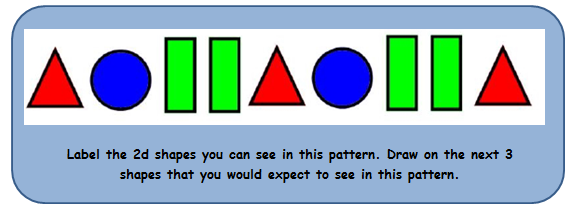 Label the 2d shapes you can see in this pattern. Draw on the next 3
shapes that you would expect to see in this pattern.